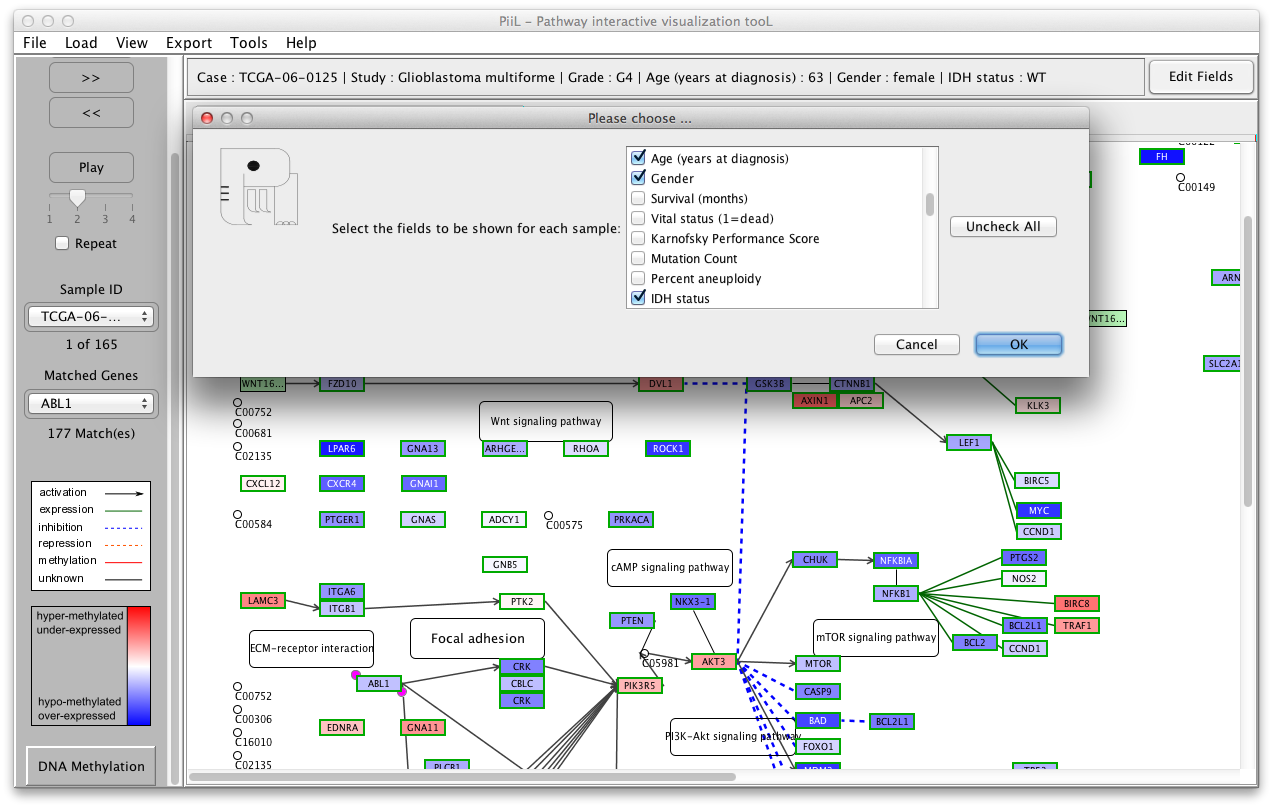 PiiL - Pathway interactive visualization tooL
File Load View Export Tools Help
>>
<<
Play
1 2 3 4
Repeat
Sample ID
TCGA-06-...
1 of 165
Matched Genes
ABL1
177 Match(es)
activation
expression
inhibition
repression
methylation
unknown
hyper-methylated
under-expressed
hypo-methylated
over-expressed
DNA Methylation
Case : TCGA-06-0125 | Study : Glioblastoma multiforme | Grade : G4 | Age (years at diagnosis) : 63 | Gender : female | IDH status : WT
Edit Fields
Please choose ...
Select the fields to be shown for each sample:
Age (years at diagnosis)
Gender
Survival (months)
Vital status (1=dead)
Karnofsky Performance Score
Mutation Count
Percent aneuploidy
IDH status
Uncheck All
Cancel OK
FH
C00149
ARN
WNT16...
SLC2A1
WNT16... FZD10 DVL1 GSK3B CTNNB1
AXIN1 APC2
KLK3
C00752
C00681
C02135
Wnt signaling pathway
LEF1
LPAR6 GNA13 ARHGE... RHOA ROCK1
CXCL12 CXCR4 GNAI1
BIRC5
MYC
CCND1
C00584 PTGER1 GNAS ADCY1 C00575 PRKACA
GNB5
cAMP signaling pathway
CHUK NFKBIA PTGS2
NOS2
NFKB1
LAMC3 ITGA6
ITGB1
PTK2 NKX3-1
BIRC8
PTEN
BCL2L1 TRAF1
ECM-receptor interaction
Focal adhesion
mTOR signaling pathway
BCL2 CCND1
C05981 AKT3 MTOR
CRK
CBLC
CRK
ABL1 PIK3R5
CASP9
C00752
C00306
C16010
C02135
EDNRA GNA11
PI3K-Akt signaling pathway
BAD BCL2L1
FOXO1
PLCB1
MDM2